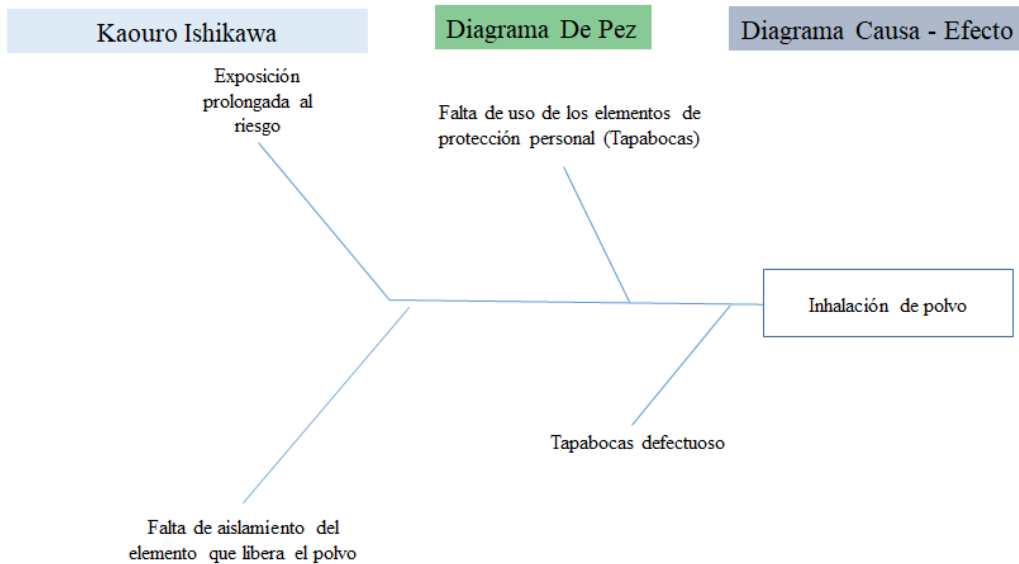 Kaouro Ishikawa
Diagrama De Pez
Diagrama Causa - Efecto
Exposición
prolongada al
riesgo
Falta de uso de los elementos de
protección personal (Tapabocas)
Inhalación de polvo
Tapabocas defectuoso
Falta de aislamiento del
elemento que libera el polvo